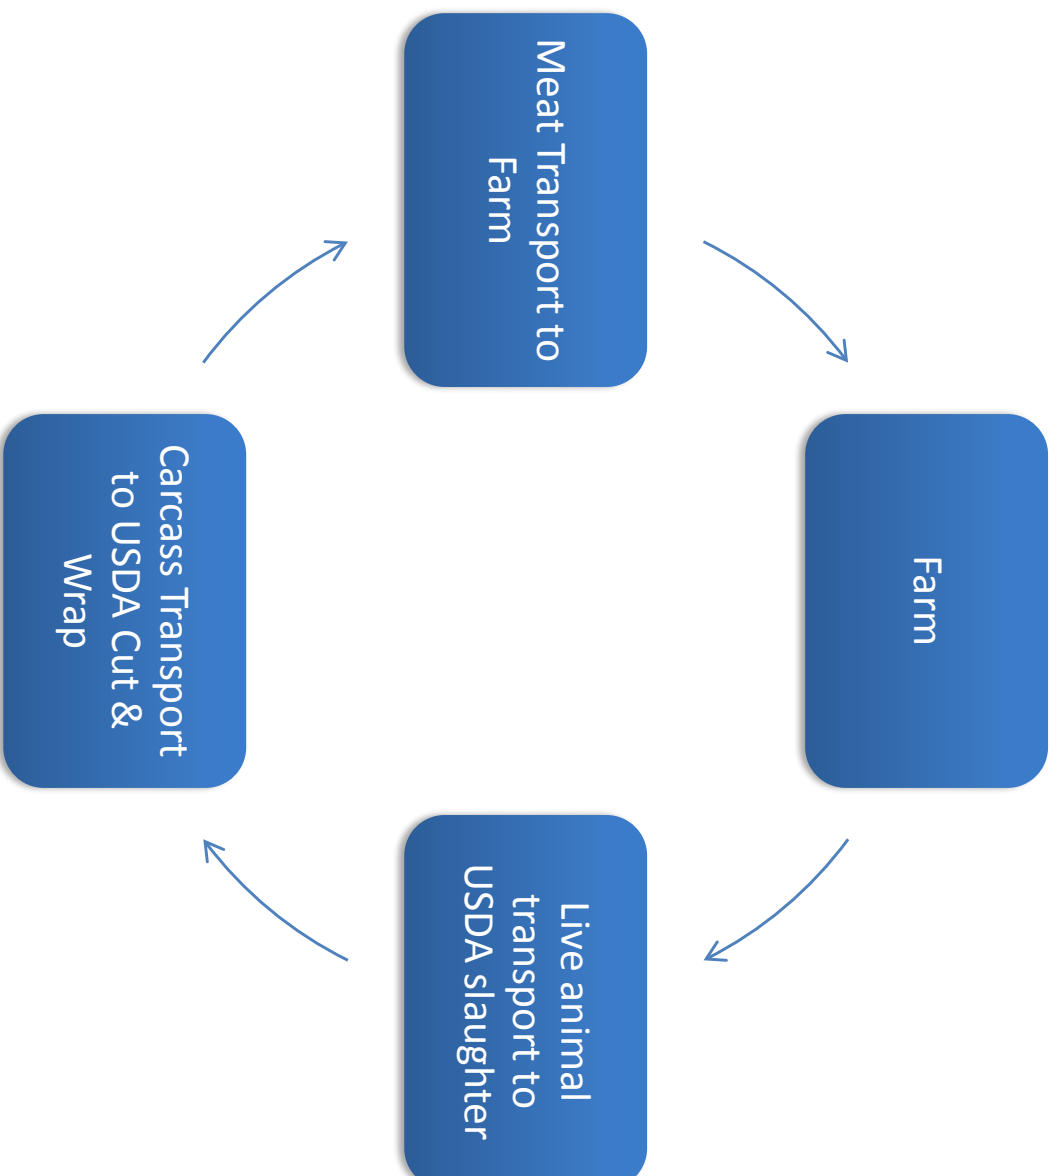 Farm
Live animal
transport to
USDA slaughter
Carcass Transport
to USDA Cut &
Wrap
Meat Transport to
Farm